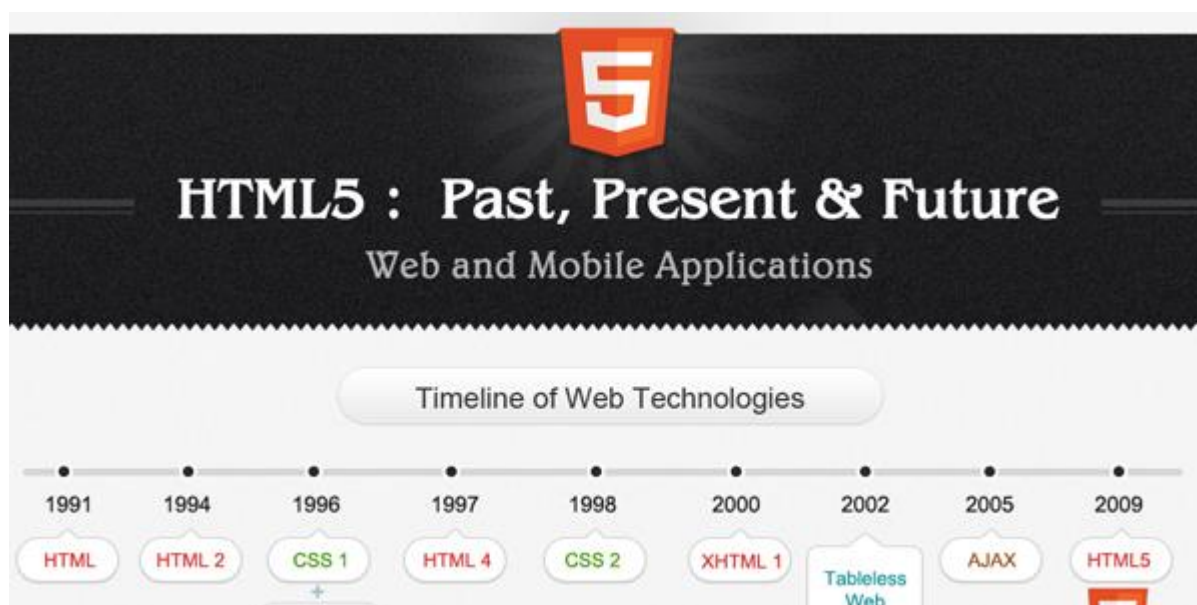 5
HTML5 : Past, Present & Future
Web and Mobile Applications
Timeline of Web Technologies
1991 1994 1996 1997 1998 2000 2002 2005 2009
HTML HTML 2 CSS 1 HTML 4 CSS 2 XHTML 1 Tableless AJAX HTML5
+ Web